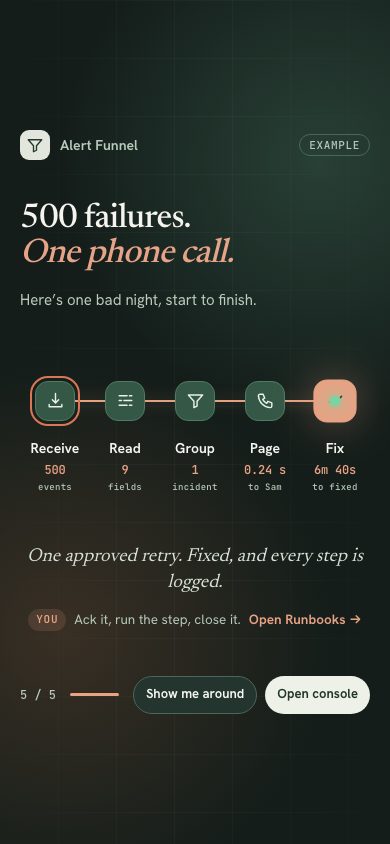 Alert Funnel
EXAMPLE
500 failures.
One phone call.
Here’s one bad night, start to finish.
Receive Read Group Page Fix
500 9 1 0.24 s 6m 40s
events fields incident to Sam to fixed
One approved retry. Fixed, and every step is
logged.
YOU Ack it, run the step, close it. Open Runbooks →
5 / 5 Show me around Open console